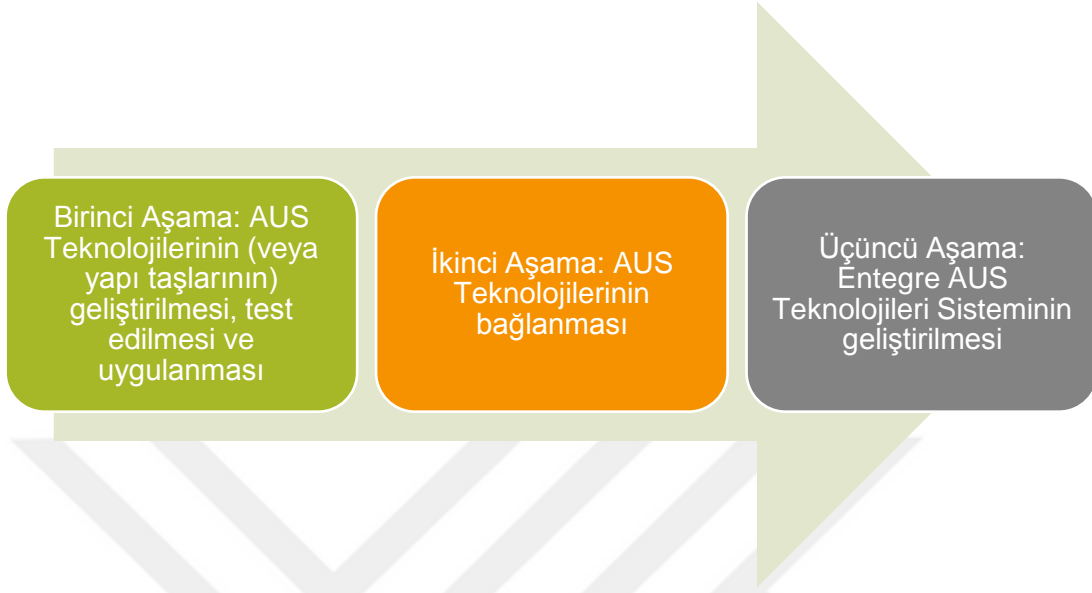 Birinci Aşama: AUS
Teknolojilerinin (veya
yapı taşlarının)
geliştirilmesi, test
edilmesi ve
uygulanması
İkinci Aşama: AUS
Teknolojilerinin
bağlanması
Üçüncü Aşama:
Entegre AUS
Teknolojileri Sisteminin
geliştirilmesi